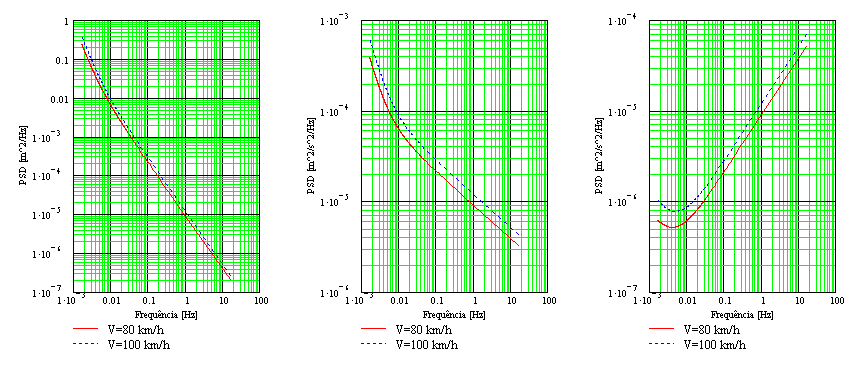 1
0.1
0.01
1·10⁻³
1·10⁻⁴
1·10⁻⁵
1·10⁻⁶
1·10⁻⁷
PSD [m^2/Hz]
1·10⁻³ 0.01 0.1 1 10 100
Frequência [Hz]
V=80 km/h
V=100 km/h
1·10⁻³
1·10⁻⁴
1·10⁻⁵
1·10⁻⁶
PSD [m^2/s^2/Hz]
1·10⁻³ 0.01 0.1 1 10 100
Frequência [Hz]
V=80 km/h
V=100 km/h
1·10⁻⁴
1·10⁻⁵
1·10⁻⁶
1·10⁻⁷
PSD [m^2/s^2/Hz]
1·10⁻³ 0.01 0.1 1 10 100
Frequência [Hz]
V=80 km/h
V=100 km/h